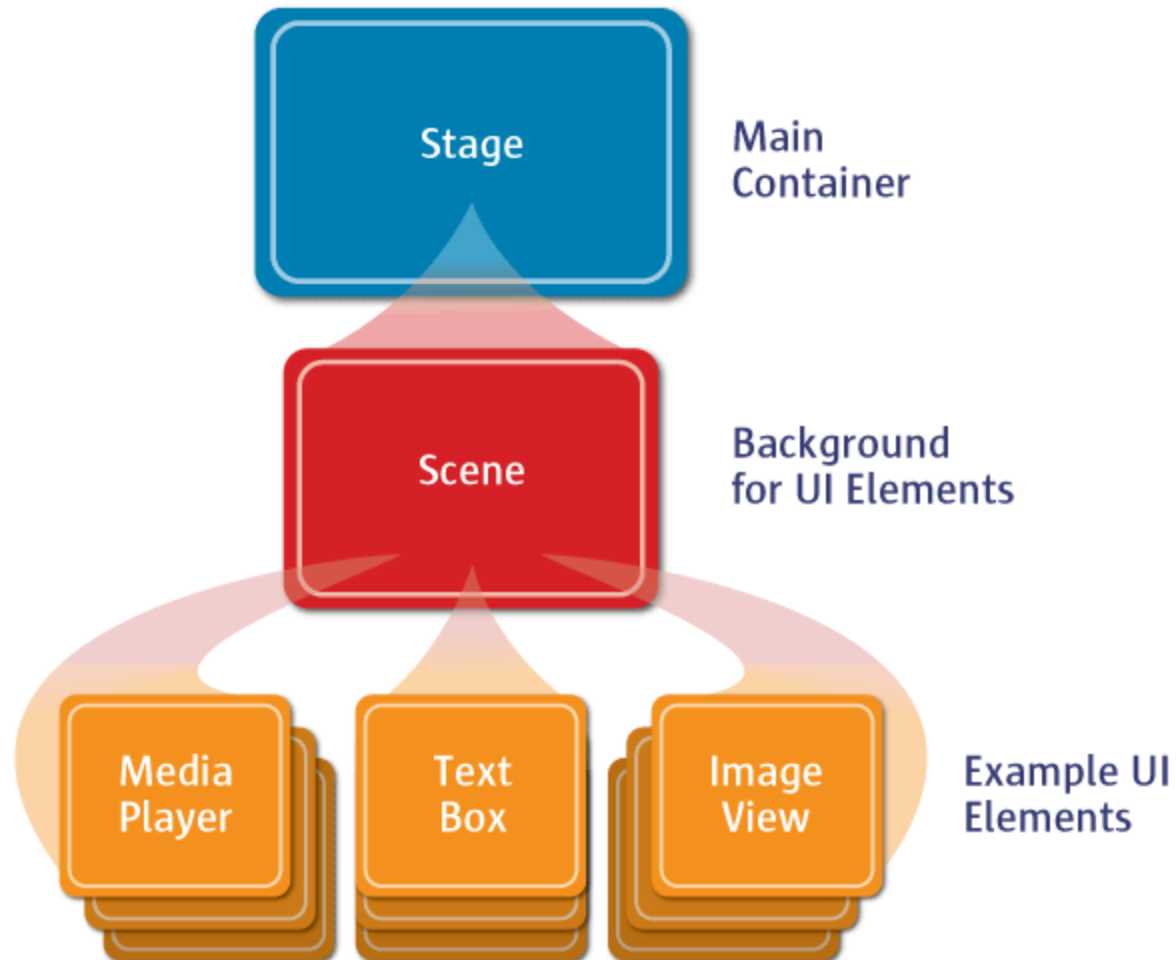 Stage
Main
Container
Scene
Background
for UI Elements
Media
Player
Text
Box
Image
View
Example UI
Elements